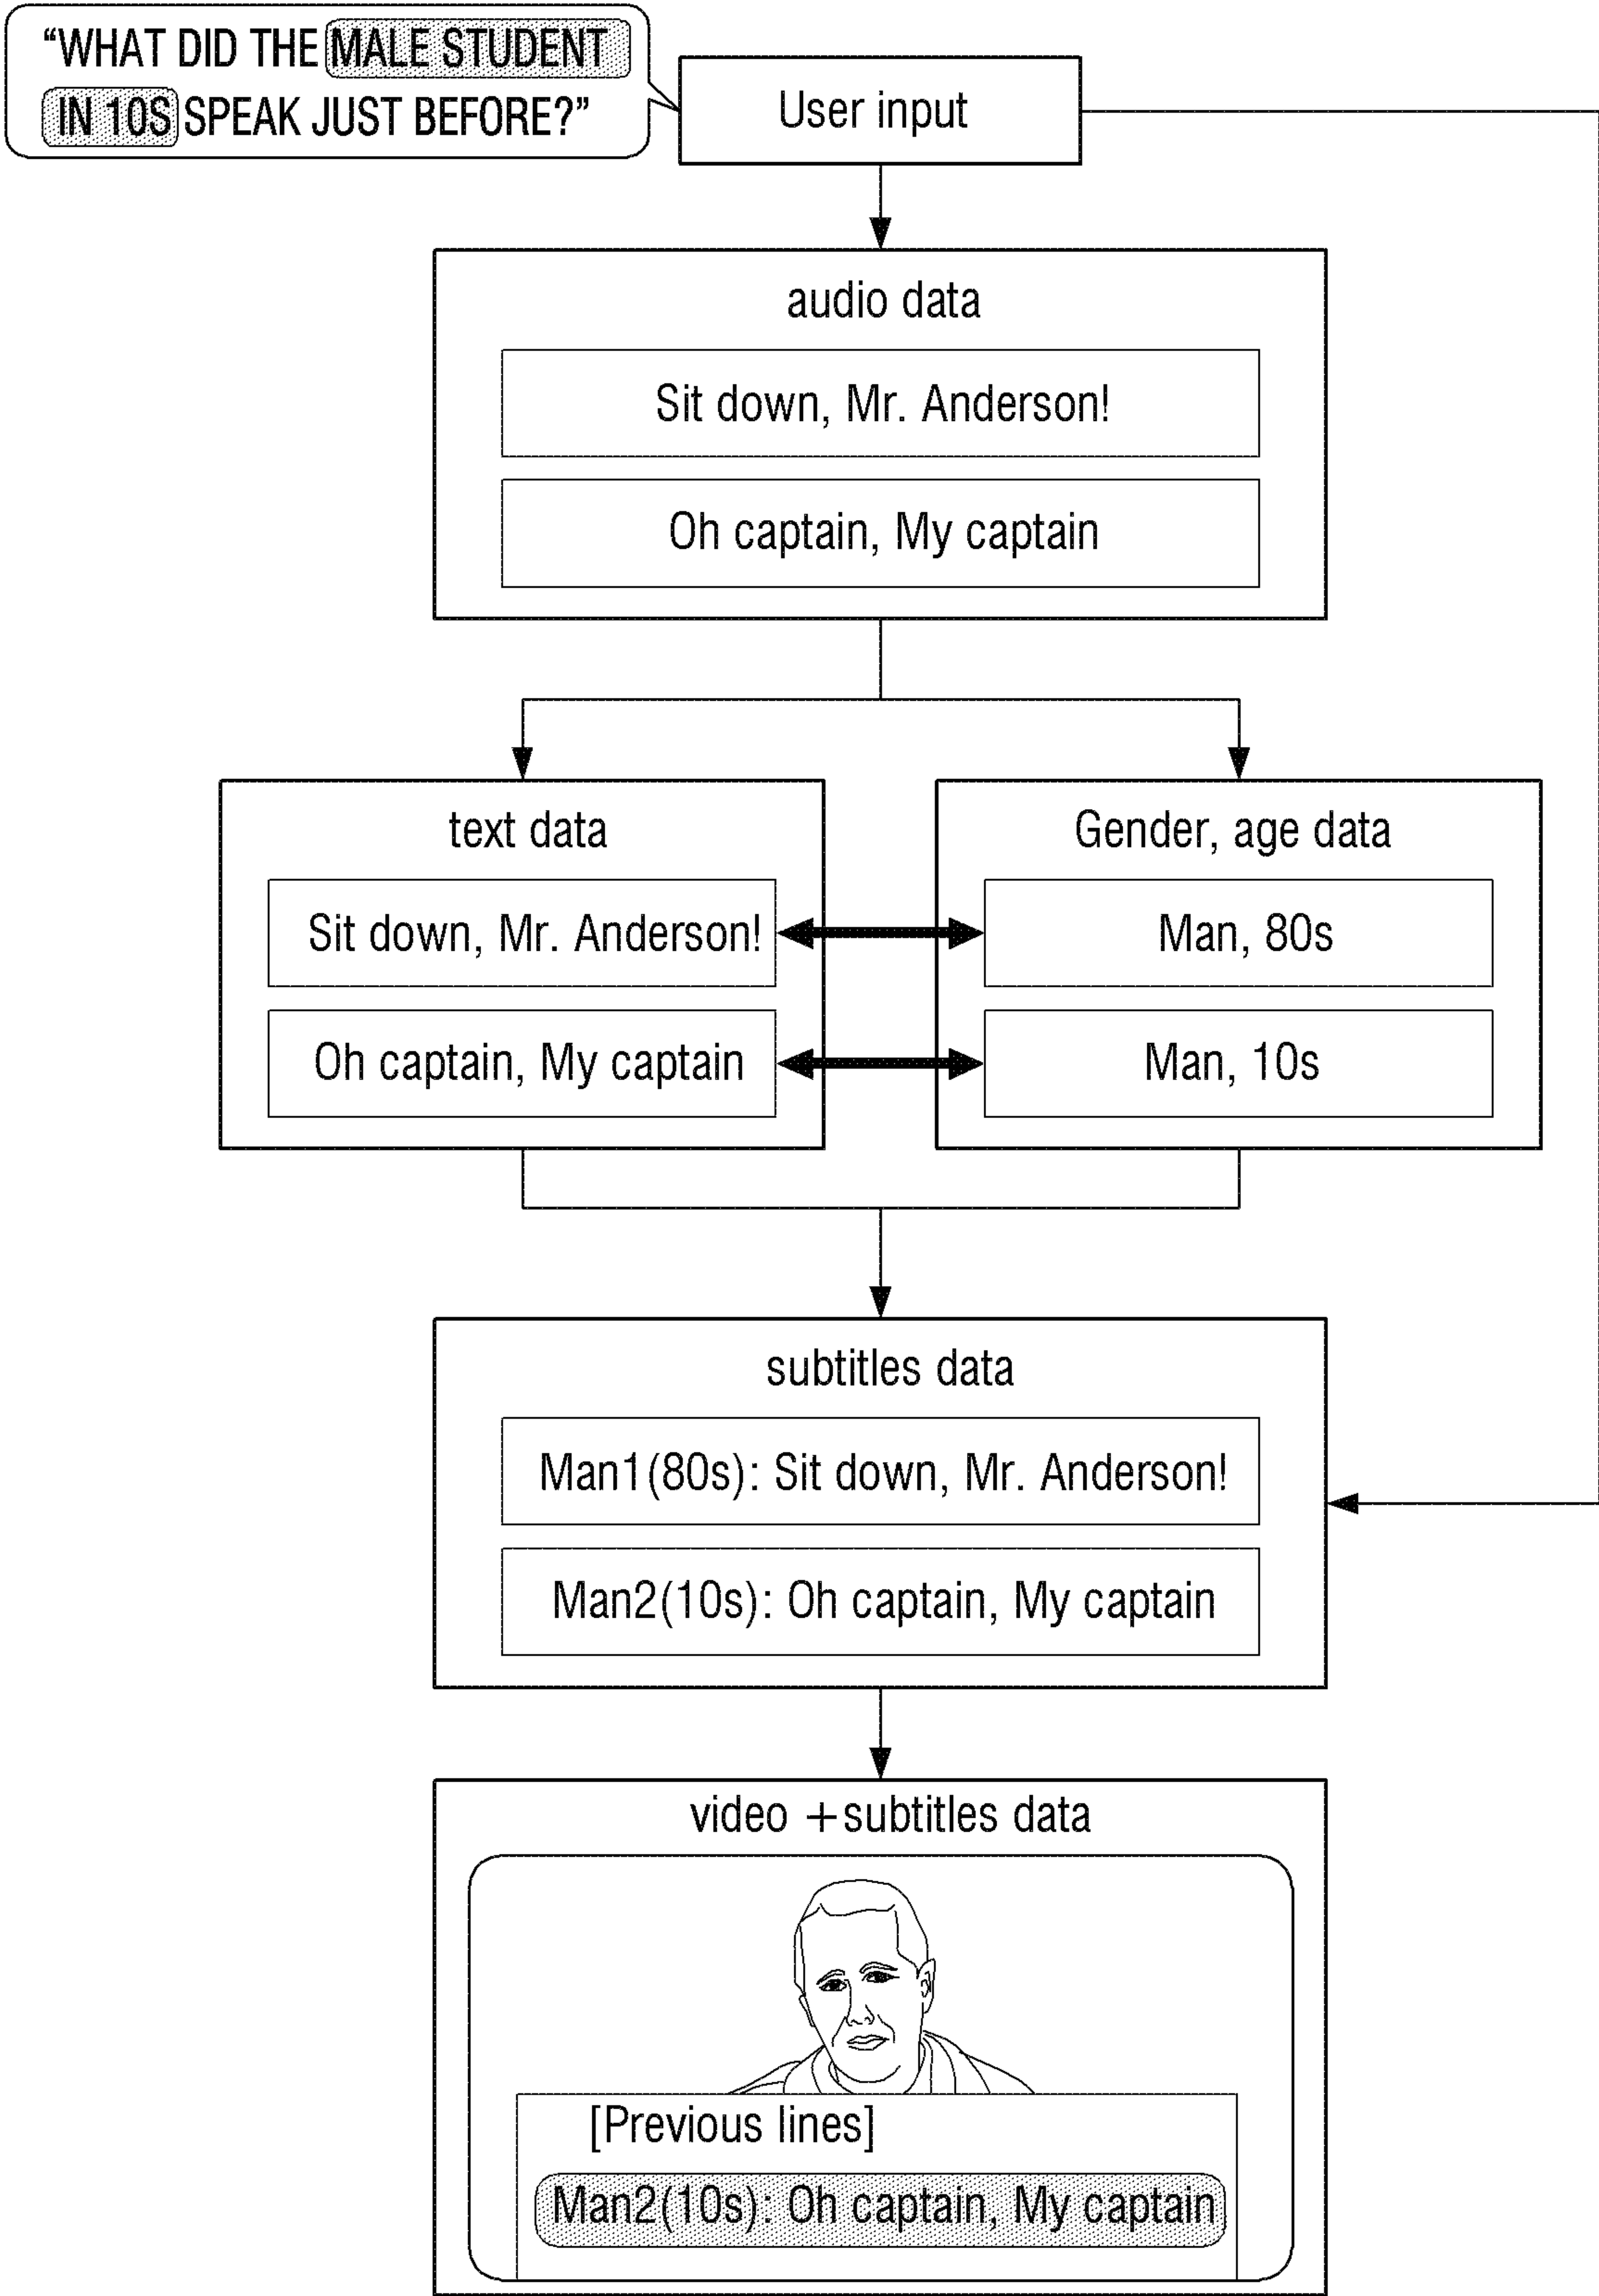 “WHAT DID THE MALE STUDENT
IN 10S SPEAK JUST BEFORE?”
User input
audio data
Sit down, Mr. Anderson!
Oh captain, My captain
text data
Sit down, Mr. Anderson!
Oh captain, My captain
Gender, age data
Man, 80s
Man, 10s
subtitles data
Man1(80s): Sit down, Mr. Anderson!
Man2(10s): Oh captain, My captain
video +subtitles data
[Previous lines]
Man2(10s): Oh captain, My captain